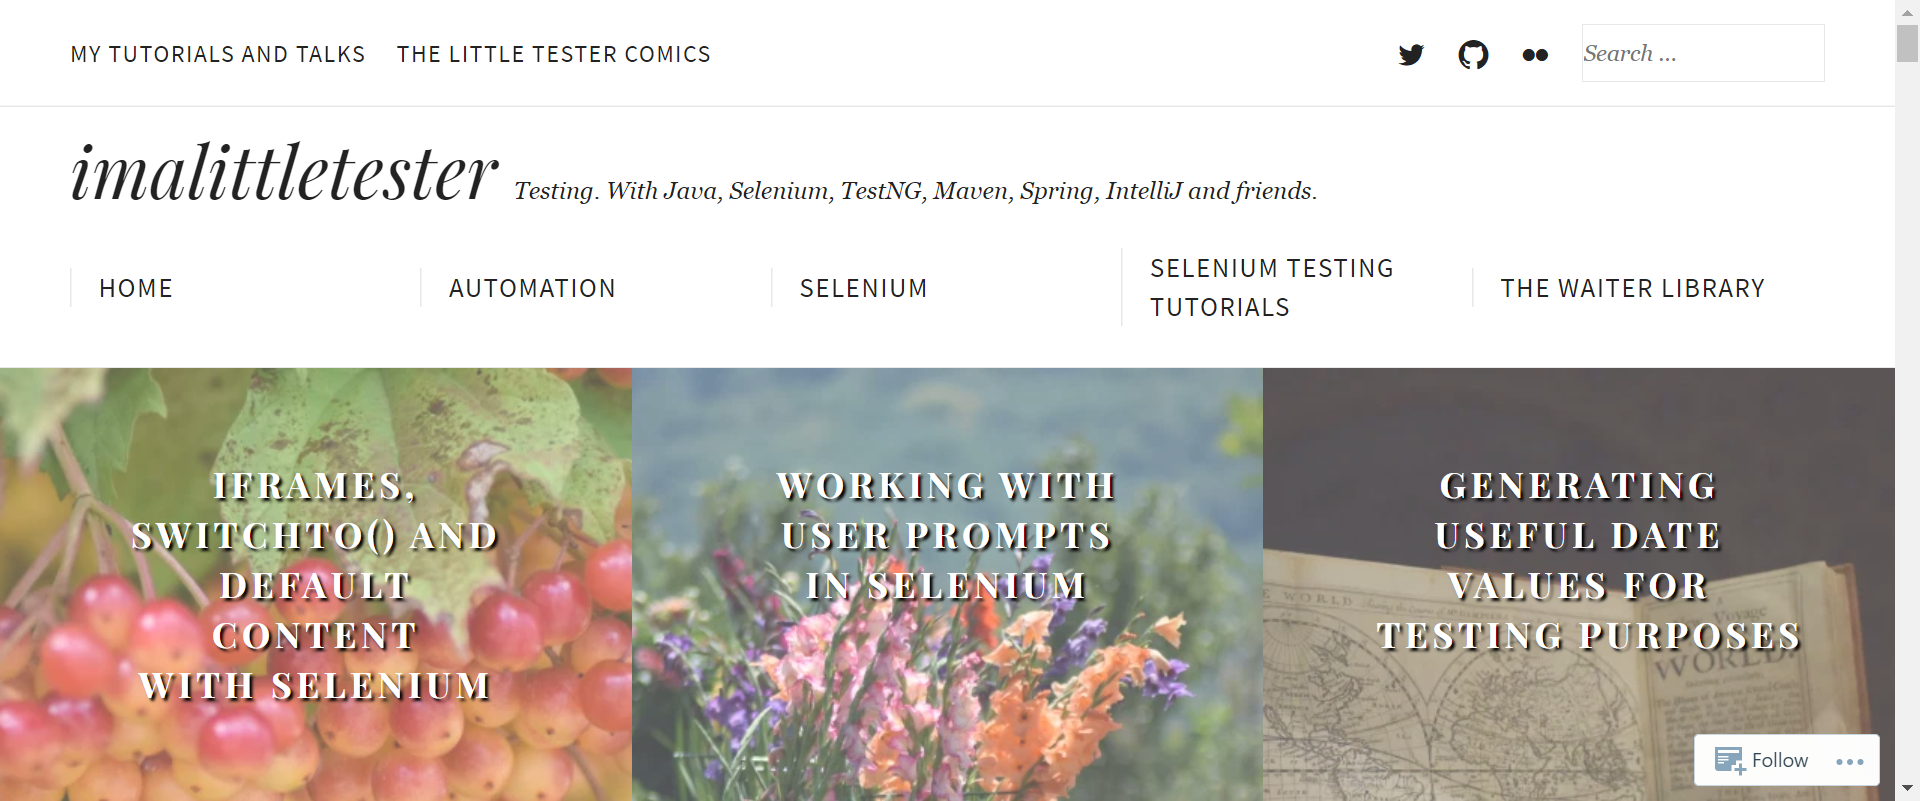 MY TUTORIALS AND TALKS THE LITTLE TESTER COMICS
Search ...
imalittletester Testing. With Java, Selenium, TestNG, Maven, Spring, IntelliJ and friends.
HOME
AUTOMATION
SELENIUM
SELENIUM TESTING
TUTORIALS
THE WAITER LIBRARY
IFRAMES,
SWITCHTO() AND
DEFAULT
CONTENT
WITH SELENIUM
WORKING WITH
USER PROMPTS
IN SELENIUM
GENERATING
USEFUL DATE
VALUES FOR
TESTING PURPOSES
WORLD
WORLD.
Follow